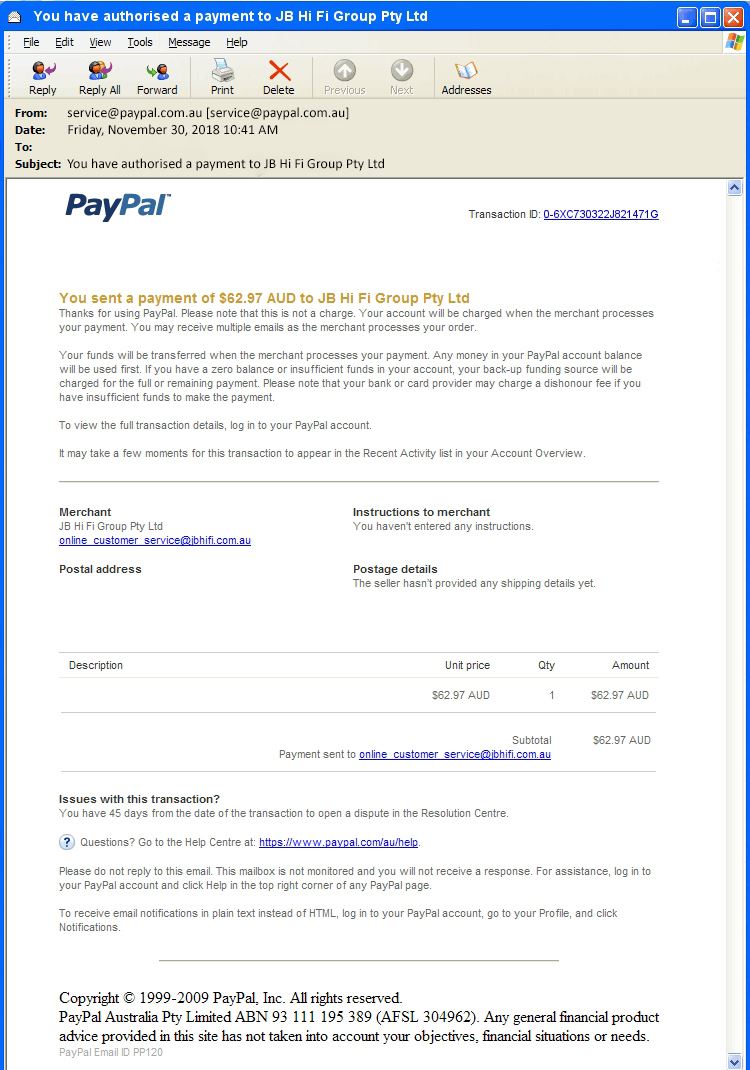 You have authorised a payment to JB Hi Fi Group Pty Ltd
File Edit View Tools Message Help
Reply Reply All Forward Print Delete Previous Next Addresses
From: service@paypal.com.au [service@paypal.com.au]
Date: Friday, November 30, 2018 10:41 AM
To:
Subject: You have authorised a payment to JB Hi Fi Group Pty Ltd
PayPal™
Transaction ID: 0-6XC730322J821471G
You sent a payment of $62.97 AUD to JB Hi Fi Group Pty Ltd
Thanks for using PayPal. Please note that this is not a charge. Your account will be charged when the merchant processes
your payment. You may receive multiple emails as the merchant processes your order.
Your funds will be transferred when the merchant processes your payment. Any money in your PayPal account balance
will be used first. If you have a zero balance or insufficient funds in your account, your back-up funding source will be
charged for the full or remaining payment. Please note that your bank or card provider may charge a dishonour fee if you
have insufficient funds to make the payment.
To view the full transaction details, log in to your PayPal account.
It may take a few moments for this transaction to appear in the Recent Activity list in your Account Overview.
Merchant
JB Hi Fi Group Pty Ltd
online_customer_service@jbhifi.com.au
Instructions to merchant
You haven't entered any instructions.
Postal address
Postage details
The seller hasn't provided any shipping details yet.
Description Unit price Qty Amount
$62.97 AUD 1 $62.97 AUD
Subtotal $62.97 AUD
Payment sent to online_customer_service@jbhifi.com.au
Issues with this transaction?
You have 45 days from the date of the transaction to open a dispute in the Resolution Centre.
? Questions? Go to the Help Centre at: https://www.paypal.com/au/help.
Please do not reply to this email. This mailbox is not monitored and you will not receive a response. For assistance, log in to
your PayPal account and click Help in the top right corner of any PayPal page.
To receive email notifications in plain text instead of HTML, log in to your PayPal account, go to your Profile, and click
Notifications.
Copyright © 1999-2009 PayPal, Inc. All rights reserved.
PayPal Australia Pty Limited ABN 93 111 195 389 (AFSL 304962). Any general financial product
advice provided in this site has not taken into account your objectives, financial situations or needs.
PayPal Email ID PP120